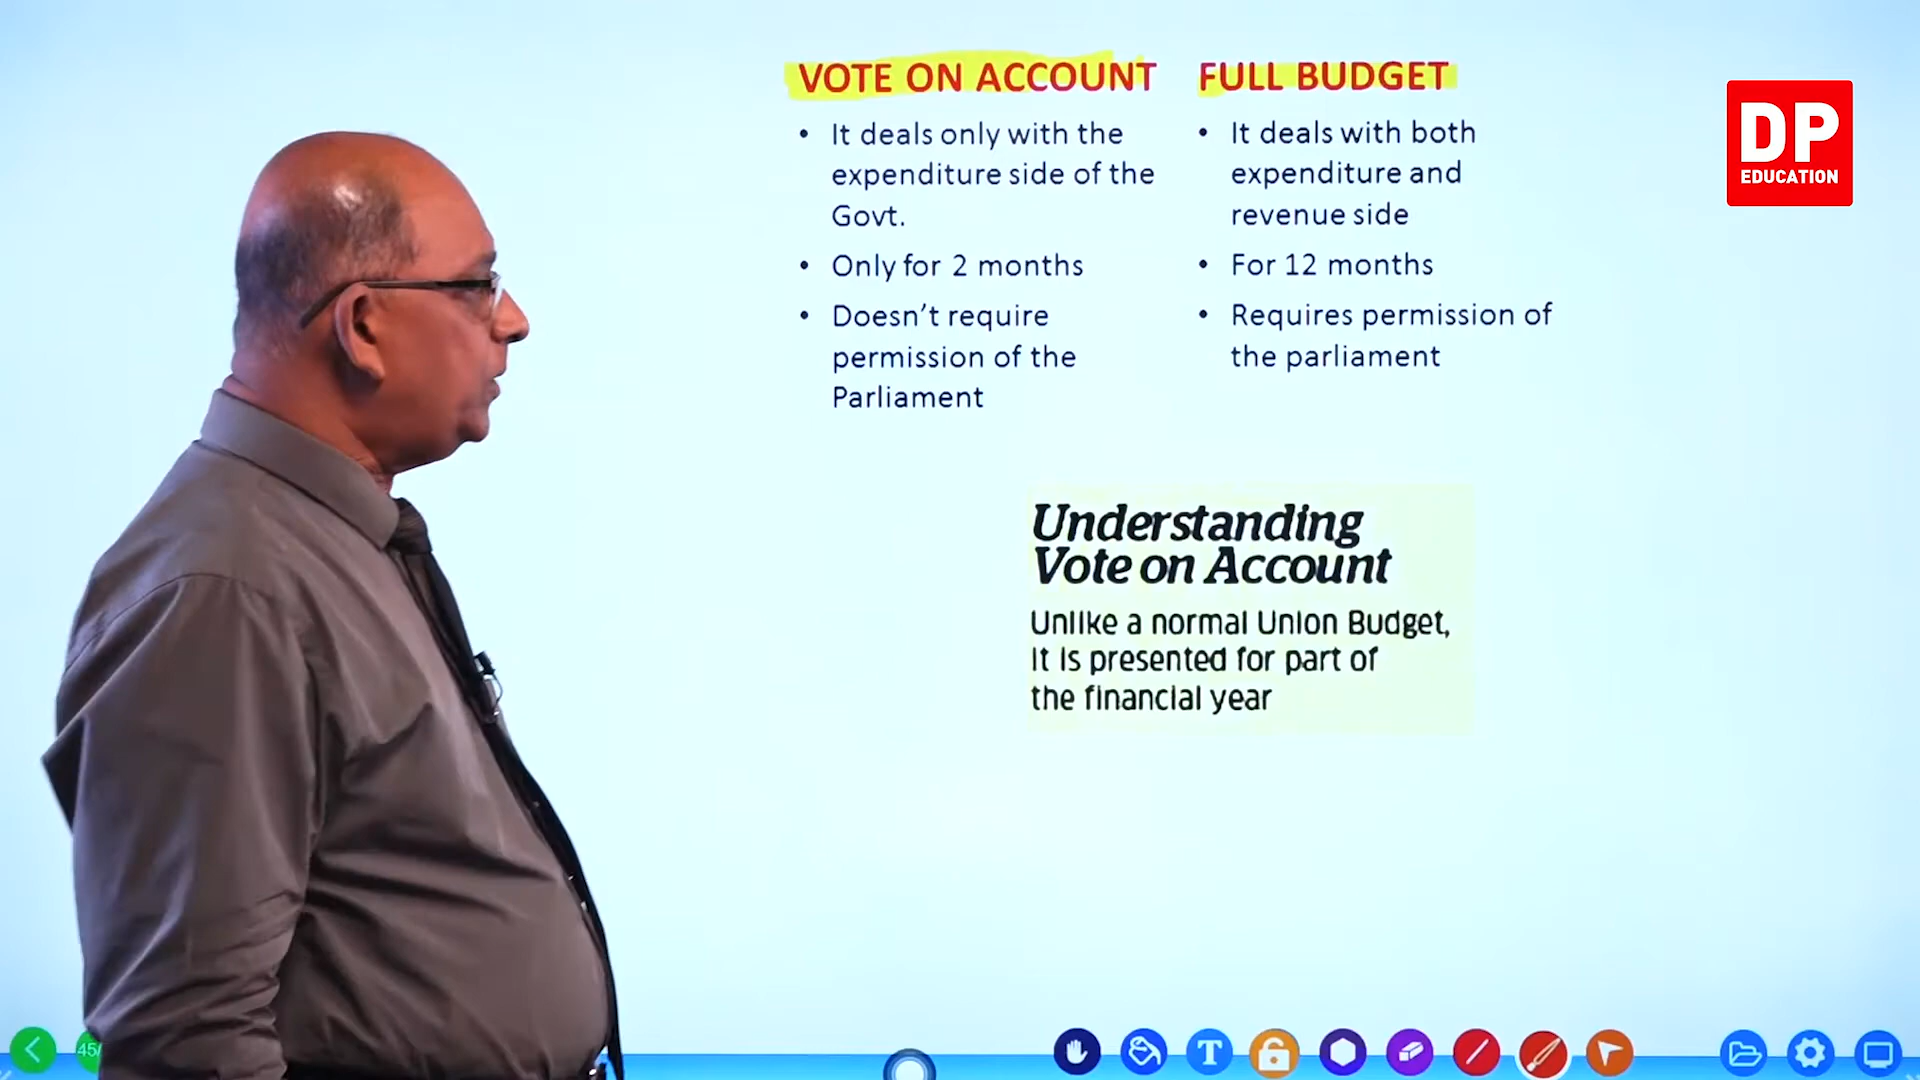 VOTE ON ACCOUNT
• It deals only with the
expenditure side of the
Govt.
• Only for 2 months
• Doesn't require
permission of the
Parliament
FULL BUDGET
• It deals with both
expenditure and
revenue side
• For 12 months
• Requires permission of
the parliament
DP
EDUCATION
Understanding
Vote on Account
Unlike a normal Union Budget,
it is presented for part of
the financial year
45/
T